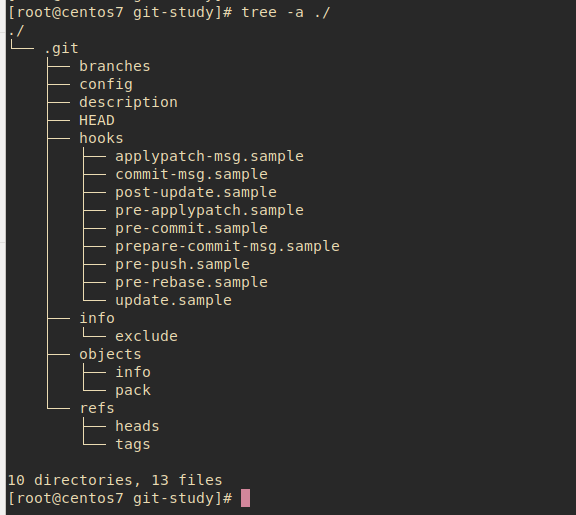 [root@centos7 git-study]# tree -a ./
./
└── .git
    ├── branches
    ├── config
    ├── description
    ├── HEAD
    ├── hooks
    │   ├── applypatch-msg.sample
    │   ├── commit-msg.sample
    │   ├── post-update.sample
    │   ├── pre-applypatch.sample
    │   ├── pre-commit.sample
    │   ├── prepare-commit-msg.sample
    │   ├── pre-push.sample
    │   ├── pre-rebase.sample
    │   └── update.sample
    ├── info
    │   └── exclude
    ├── objects
    │   ├── info
    │   └── pack
    └── refs
        ├── heads
        └── tags

10 directories, 13 files
[root@centos7 git-study]#